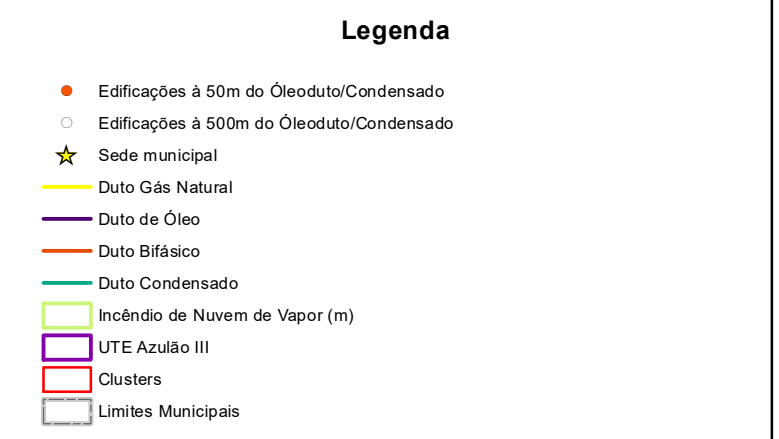 Legenda
Edificações à 50m do Óleoduto/Condensado
Edificações à 500m do Óleoduto/Condensado
Sede municipal
Duto Gás Natural
Duto de Óleo
Duto Bifásico
Duto Condensado
Incêndio de Nuvem de Vapor (m)
UTE Azulão III
Clusters
Limites Municipais